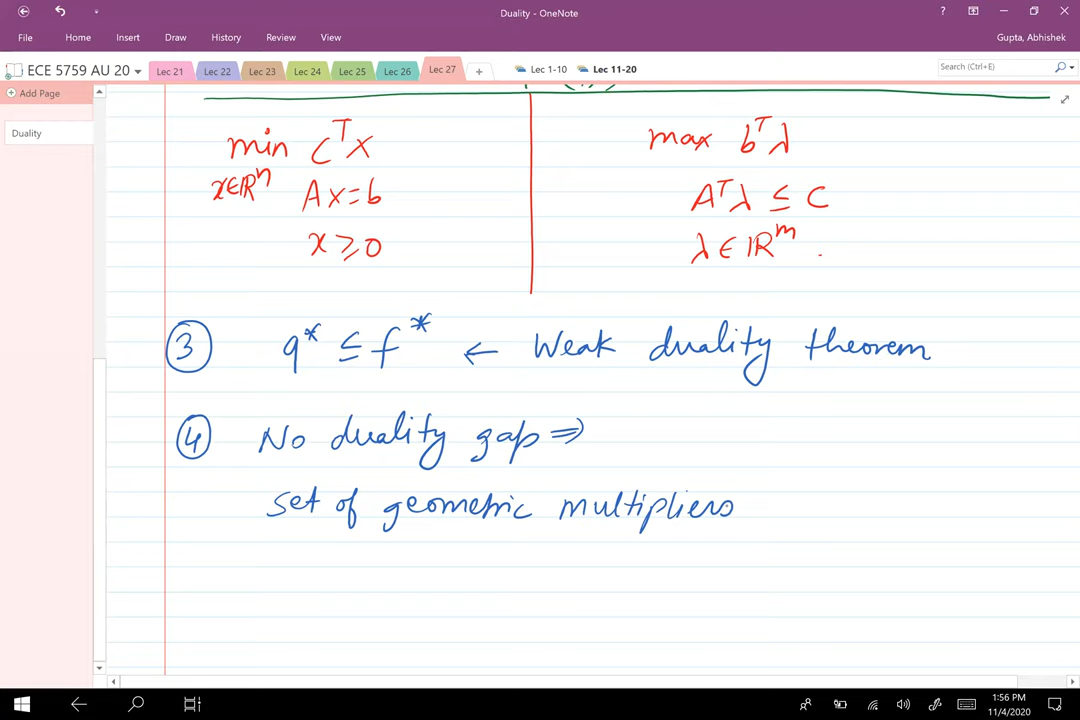 Duality - OneNote
?
File Home Insert Draw History Review View
Gupta, Abhishek
ECE 5759 AU 20
Lec 21 Lec 22 Lec 23 Lec 24 Lec 25 Lec 26 Lec 27 +
Lec 1-10 Lec 11-20
Search (Ctrl+E)
Add Page
Duality
min C^T x
x∈ℝ^n Ax=b
x ≥ 0
max b^T λ
A^T λ ≤ C
λ ∈ ℝ^m.
③ q* ≤ f* ← Weak duality theorem
④ No duality gap ⇒
set of geometric multipliers
1:56 PM
11/4/2020